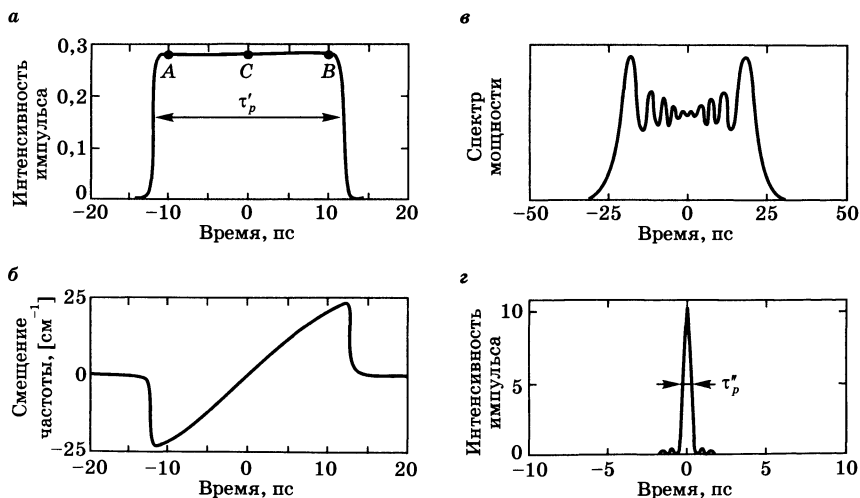 а
0,3
0,2
0,1
0
−20
−10
0
10
20
A
C
B
τ′p
Интенсивность
импульса
Время, пс
в
Спектр
мощности
−50
−25
0
25
50
Время, пс
б
25
0
−25
−20
−10
0
10
20
Смещение
частоты, [см⁻¹]
Время, пс
г
10
5
0
−10
−5
0
5
10
τ″p
Интенсивность
импульса
Время, пс